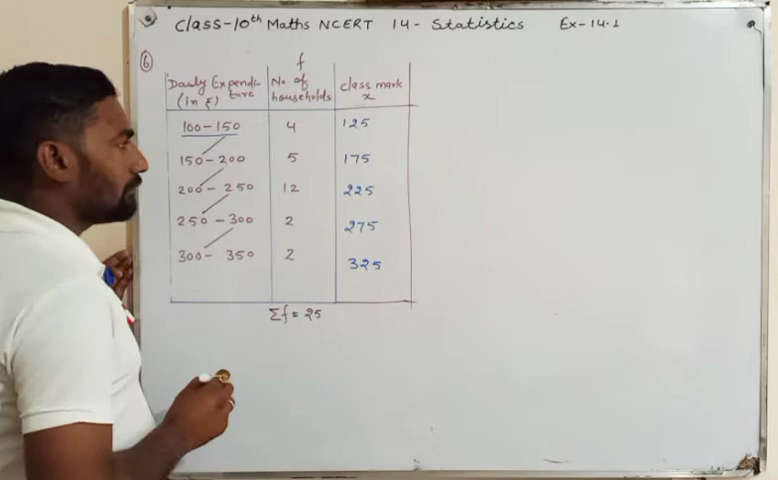 Class-10th Maths NCERT 14- Statistics Ex-14.1
6
f
Daily Expendi- No. of class mark
(in ₹) ture households x
100-150 4 125
150-200 5 175
200-250 12 225
250-300 2 275
300-350 2 325
Σf = 25